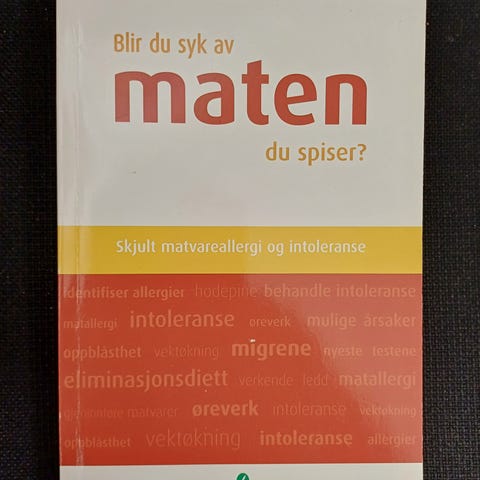 Blir du syk av
maten
du spiser?
Skjult matvareallergi og intoleranse
identifiser allergier hodepine behandle intoleranse
matallergi intoleranse øreverk mulige årsaker
oppblåsthet vektøkning migrene nyeste testene
eliminasjonsdiett verkende ledd matallergi
gjeninnføre matvarer øreverk intoleranse vektøkning
oppblåsthet vektøkning intoleranse allergier